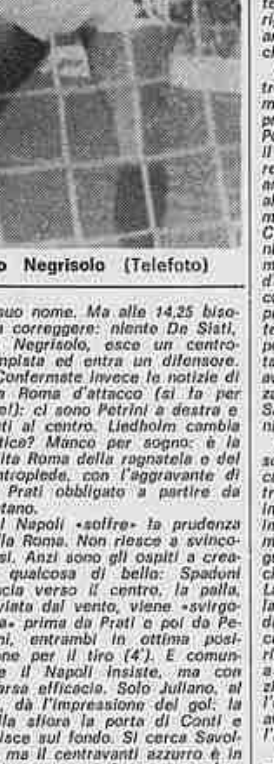 o Negrisolo (Telefoto)
suo nome. Ma alle 14,25 biso-
a correggere: niente De Sisti,
Negrisolo, esce un centro-
mpista ed entra un difensore.
Confermate invece le notizie di
a Roma d'attacco (si fa per
e!): ci sono Petrini a destra e
ti al centro. Liedholm cambia
tica? Manco per sogno: è la
ita Roma della ragnatela e del
ntropiede, con l'aggravante di
Prati obbligato a partire da
tano.
l Napoli «soffre» la prudenza
lla Roma. Non riesce a svinco-
si. Anzi sono gli ospiti a crea-
qualcosa di bello: Spadoni
cia verso il centro, la palla,
viata dal vento, viene «svirgo-
a» prima da Prati e poi da Pe-
ni, entrambi in ottima posi-
one per il tiro (4'). E comun-
e il Napoli insiste, ma con
arsa efficacia. Solo Juliano, al
dà l'impressione del gol: la
lla sfiora la porta di Conti e
isce sul fondo. Si cerca Savol-
ma il centravanti azzurro è in